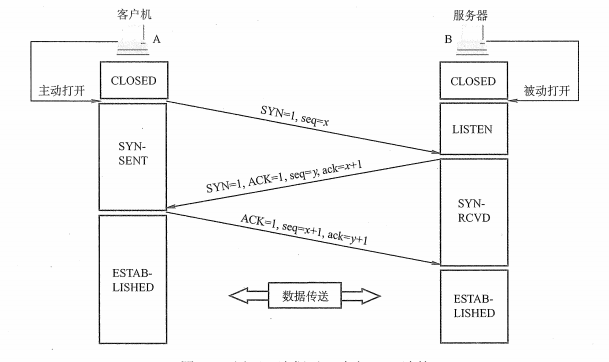 客户机
服务器
A
B
CLOSED
CLOSED
主动打开
被动打开
SYN=1, seq=x
LISTEN
SYN-
SENT
SYN=1, ACK=1, seq=y, ack=x+1
SYN-
RCVD
ACK=1, seq=x+1, ack=y+1
ESTAB-
LISHED
数据传送
ESTAB-
LISHED